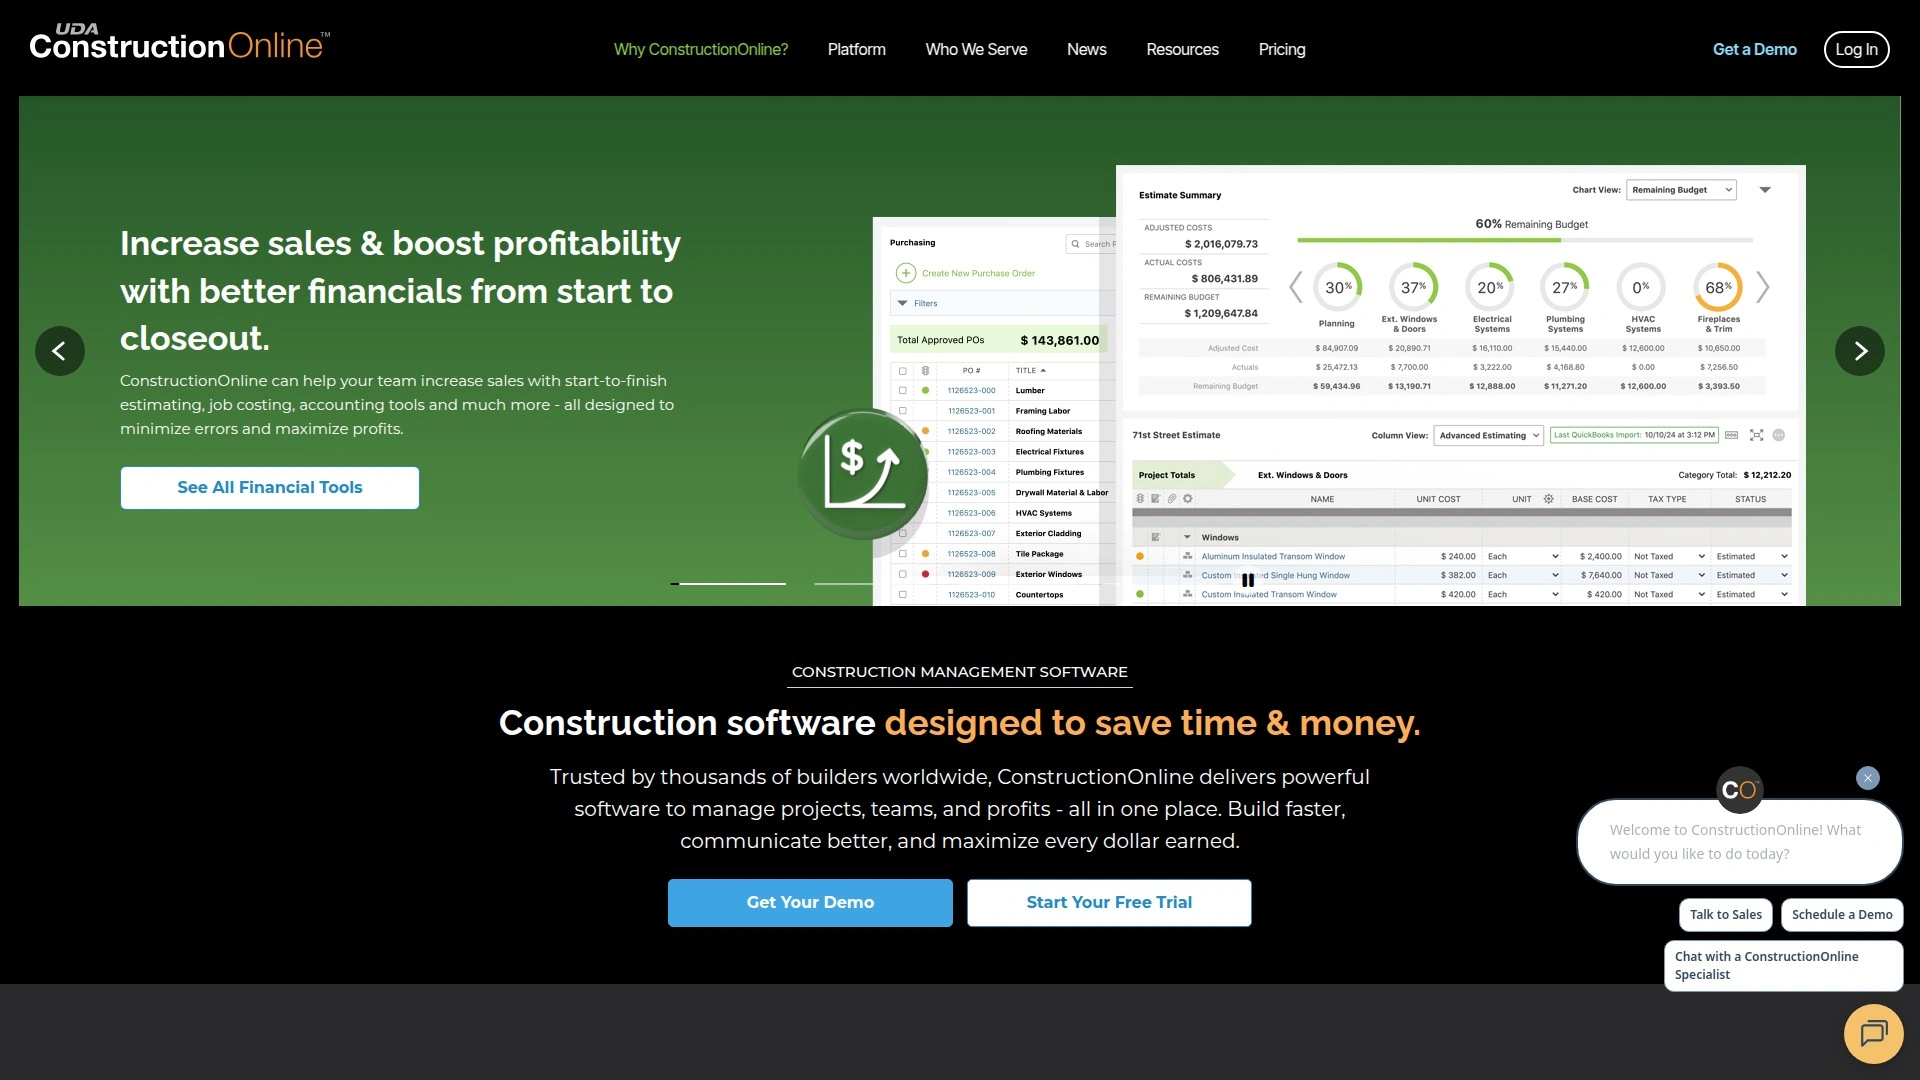 UDA
ConstructionOnline™
Why ConstructionOnline?
Platform
Who We Serve
News
Resources
Pricing
Get a Demo
Log In
Increase sales & boost profitability
with better financials from start to
closeout.
ConstructionOnline can help your team increase sales with start-to-finish
estimating, job costing, accounting tools and much more - all designed to
minimize errors and maximize profits.
See All Financial Tools
Purchasing
Search
Create New Purchase Order
Filters
Total Approved POs $ 143,861.00
PO # TITLE
1126523-000 Lumber
1126523-001 Framing Labor
1126523-002 Roofing Materials
1126523-003 Electrical Fixtures
1126523-004 Plumbing Fixtures
1126523-005 Drywall Material & Labor
1126523-006 HVAC Systems
1126523-007 Exterior Cladding
1126523-008 Tile Package
1126523-009 Exterior Windows
1126523-010 Countertops
$
Estimate Summary
Chart View: Remaining Budget
ADJUSTED COSTS
$ 2,016,079.73
ACTUAL COSTS
$ 806,431.89
REMAINING BUDGET
$ 1,209,647.84
60% Remaining Budget
30% 37% 20% 27% 0% 68%
Planning
Ext. Windows
& Doors
Electrical
Systems
Plumbing
Systems
HVAC
Systems
Fireplaces
& Trim
Adjusted Cost $ 84,907.09 $ 20,890.71 $ 16,110.00 $ 15,440.00 $ 12,600.00 $ 10,650.00
Actuals $ 25,472.13 $ 7,700.00 $ 3,222.00 $ 4,168.80 $ 0.00 $ 7,256.50
Remaining Budget $ 59,434.96 $ 13,190.71 $ 12,888.00 $ 11,271.20 $ 12,600.00 $ 3,393.50
71st Street Estimate
Column View: Advanced Estimating
Last QuickBooks Import: 10/10/24 at 3:12 PM
Project Totals Ext. Windows & Doors Category Total: $ 12,212.20
NAME UNIT COST UNIT BASE COST TAX TYPE STATUS
Windows
Aluminum Insulated Transom Window $ 240.00 Each $ 2,400.00 Not Taxed Estimated
Custom Single Hung Window $ 382.00 Each $ 7,640.00 Not Taxed Estimated
Custom Insulated Transom Window $ 420.00 Each $ 420.00 Not Taxed Estimated
CONSTRUCTION MANAGEMENT SOFTWARE
Construction software designed to save time & money.
Trusted by thousands of builders worldwide, ConstructionOnline delivers powerful
software to manage projects, teams, and profits - all in one place. Build faster,
communicate better, and maximize every dollar earned.
Get Your Demo
Start Your Free Trial
CO
Welcome to ConstructionOnline! What
would you like to do today?
Talk to Sales
Schedule a Demo
Chat with a ConstructionOnline
Specialist